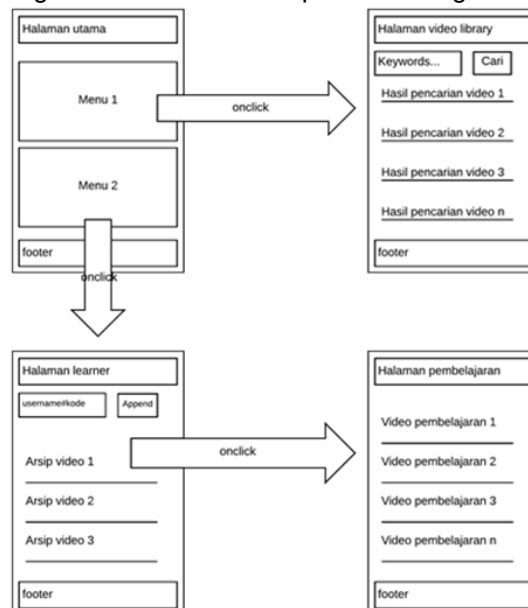 Halaman utama
Menu 1
Menu 2
footer
onclick
onclick
Halaman video library
Keywords...
Cari
Hasil pencarian video 1
Hasil pencarian video 2
Hasil pencarian video 3
Hasil pencarian video n
footer
Halaman learner
username#kode
Append
Arsip video 1
Arsip video 2
Arsip video 3
footer
onclick
Halaman pembelajaran
Video pembelajaran 1
Video pembelajaran 2
Video pembelajaran 3
Video pembelajaran n
footer